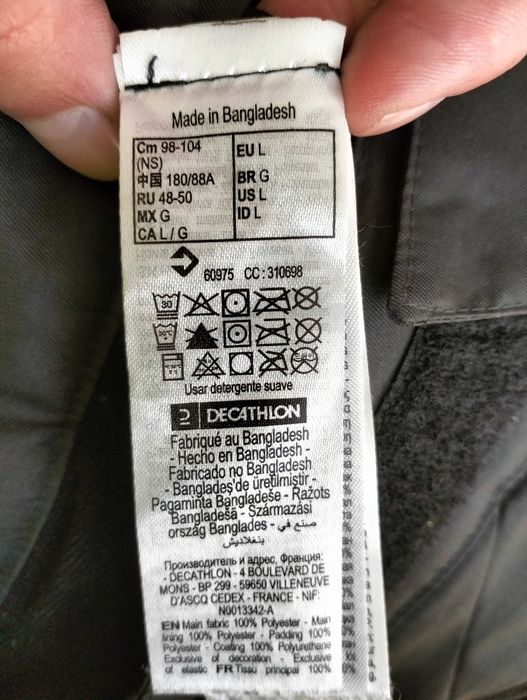 Made in Bangladesh
Cm 98-104
(NS)
中国 180/88A
RU 48-50
MX G
CA L / G
EU L
BR G
US L
ID L
60975 CC : 310698
30
Usar detergente suave
DECATHLON
Fabriqué au Bangladesh
- Hecho en Bangladesh -
Fabricado no Bangladesh
- Bangladeş'de üretilmiştir -
Pagaminta Bangladeše - Ražots
Bangladešā - Származási
ország Banglades - صنع في
بنغلاديش
Производитель и адрес, Франция:
- DECATHLON - 4 BOULEVARD DE
MONS - BP 299 - 59650 VILLENEUVE
D'ASCQ CEDEX - FRANCE - NIF:
N0013342-A
EN Main fabric 100% Polyester - Main
lining 100% Polyester - Padding 100%
Polyester - Coating 100% Polyurethane
Exclusive of decoration - Exclusive
of elastic FR Tissu principal 100%